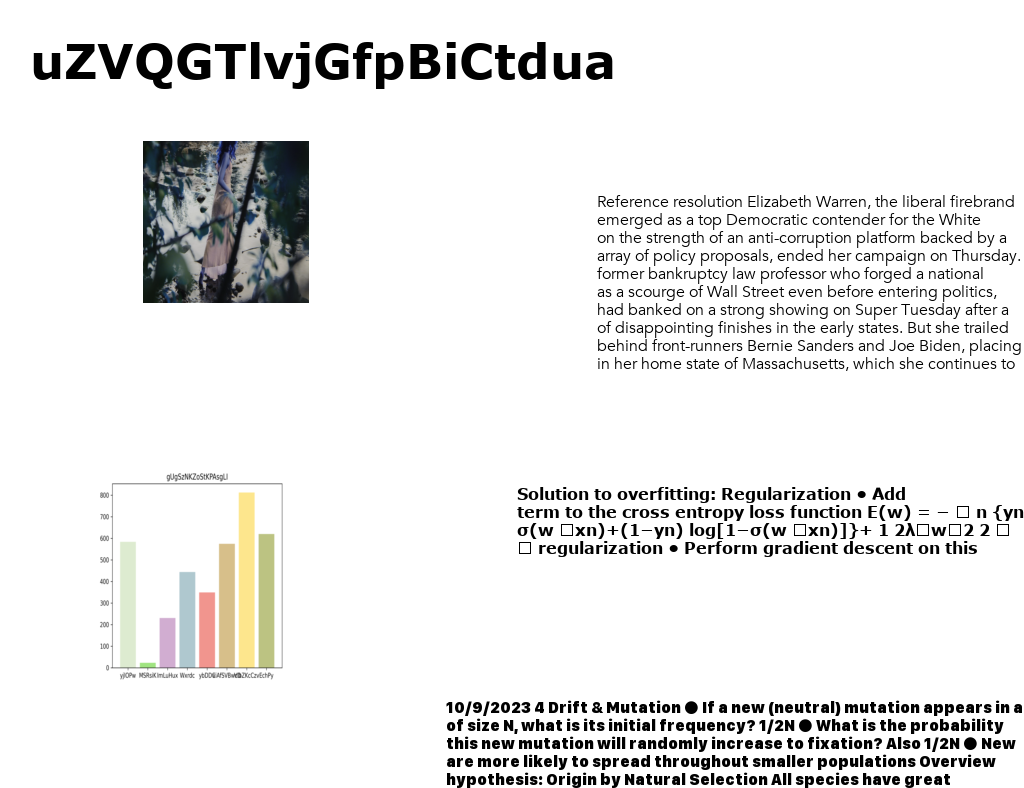 uZVQGTlvjGfpBiCtdua
Reference resolution Elizabeth Warren, the liberal firebrand
emerged as a top Democratic contender for the White
on the strength of an anti-corruption platform backed by a
array of policy proposals, ended her campaign on Thursday.
former bankruptcy law professor who forged a national
as a scourge of Wall Street even before entering politics,
had banked on a strong showing on Super Tuesday after a
of disappointing finishes in the early states. But she trailed
behind front-runners Bernie Sanders and Joe Biden, placing
in her home state of Massachusetts, which she continues to
gUgSzNKZoStKPAsgLl
800
700
600
500
400
300
200
100
0
yjlOPw MSRsiK ImLuHux Wxrdc
Solution to overfitting: Regularization ● Add
term to the cross entropy loss function E(w) = − □ n {yn
σ(w □xn)+(1−yn) log[1−σ(w □xn)]}+ 1 2λ□w□2 2 □
□ regularization ● Perform gradient descent on this
10/9/2023 4 Drift & Mutation ● If a new (neutral) mutation appears in a
of size N, what is its initial frequency? 1/2N ● What is the probability
this new mutation will randomly increase to fixation? Also 1/2N ● New
are more likely to spread throughout smaller populations Overview
hypothesis: Origin by Natural Selection All species have great